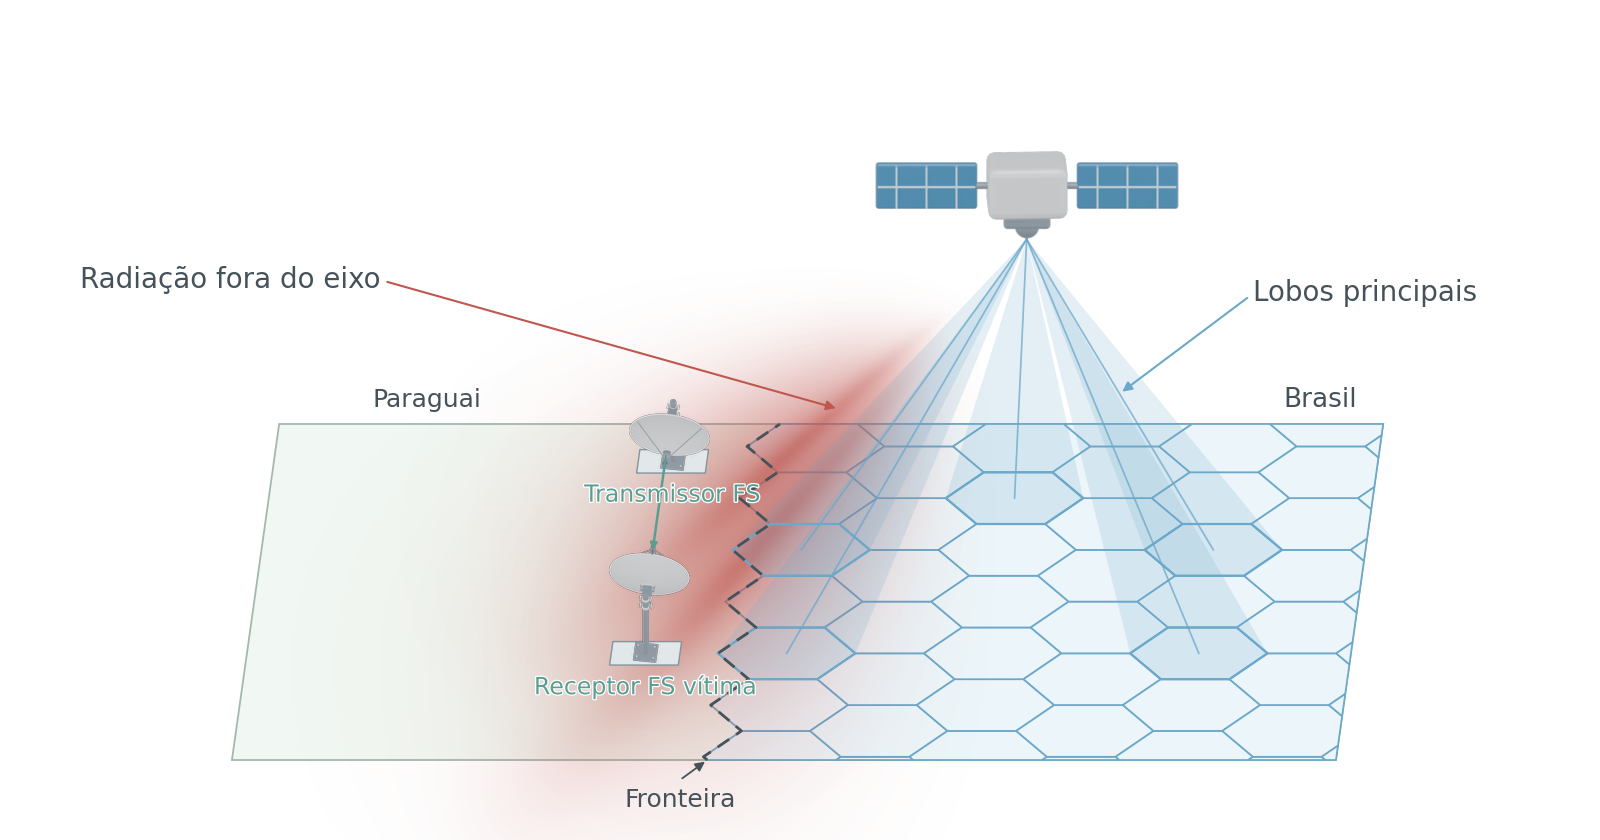 Radiação fora do eixo
Lobos principais
Paraguai
Brasil
Transmissor FS
Receptor FS vítima
Fronteira